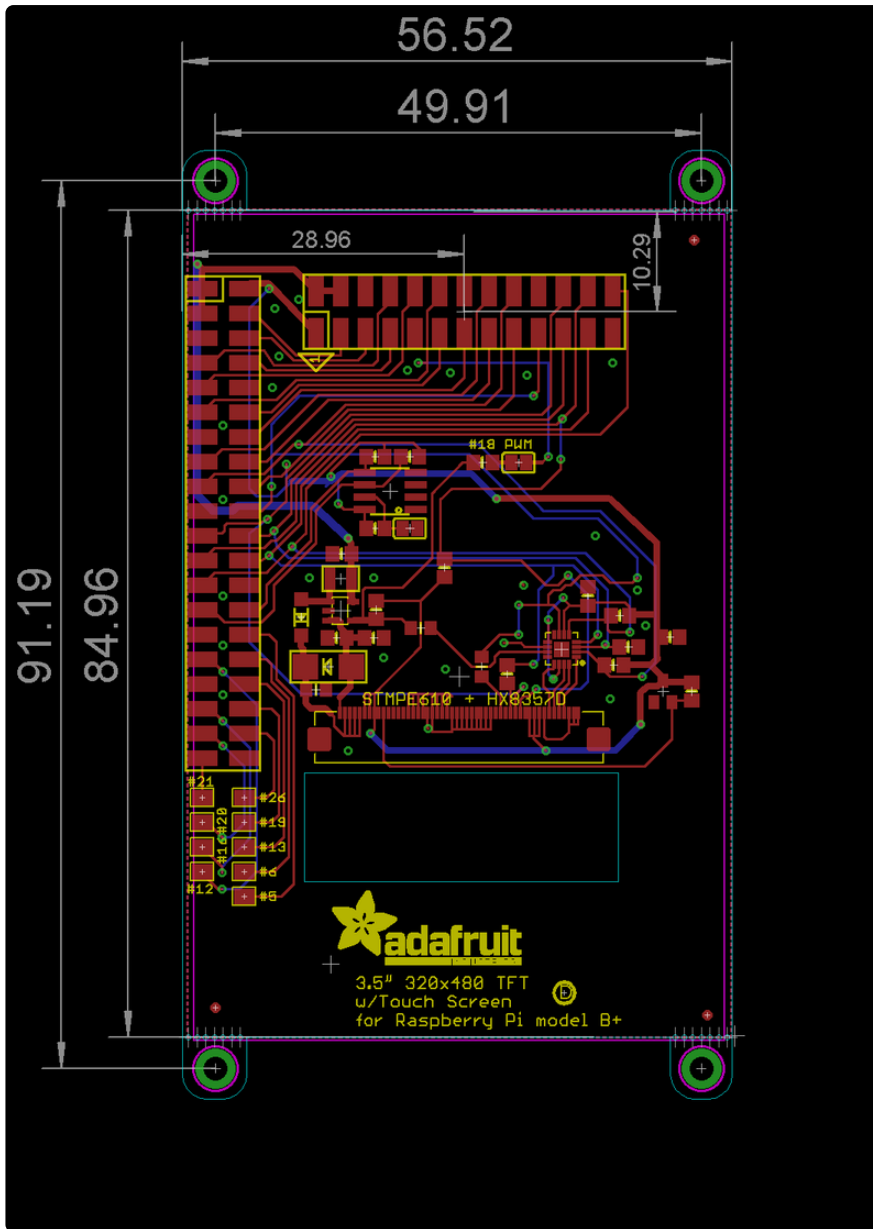 56.52
49.91
28.96
10.29
91.19
84.96
1
#18 PWM
STMPE610 + HX8357D
#21
#26
#20
#19
#16
#13
#6
#12
#5
adafruit
3.5" 320x480 TFT
w/Touch Screen
for Raspberry Pi model B+